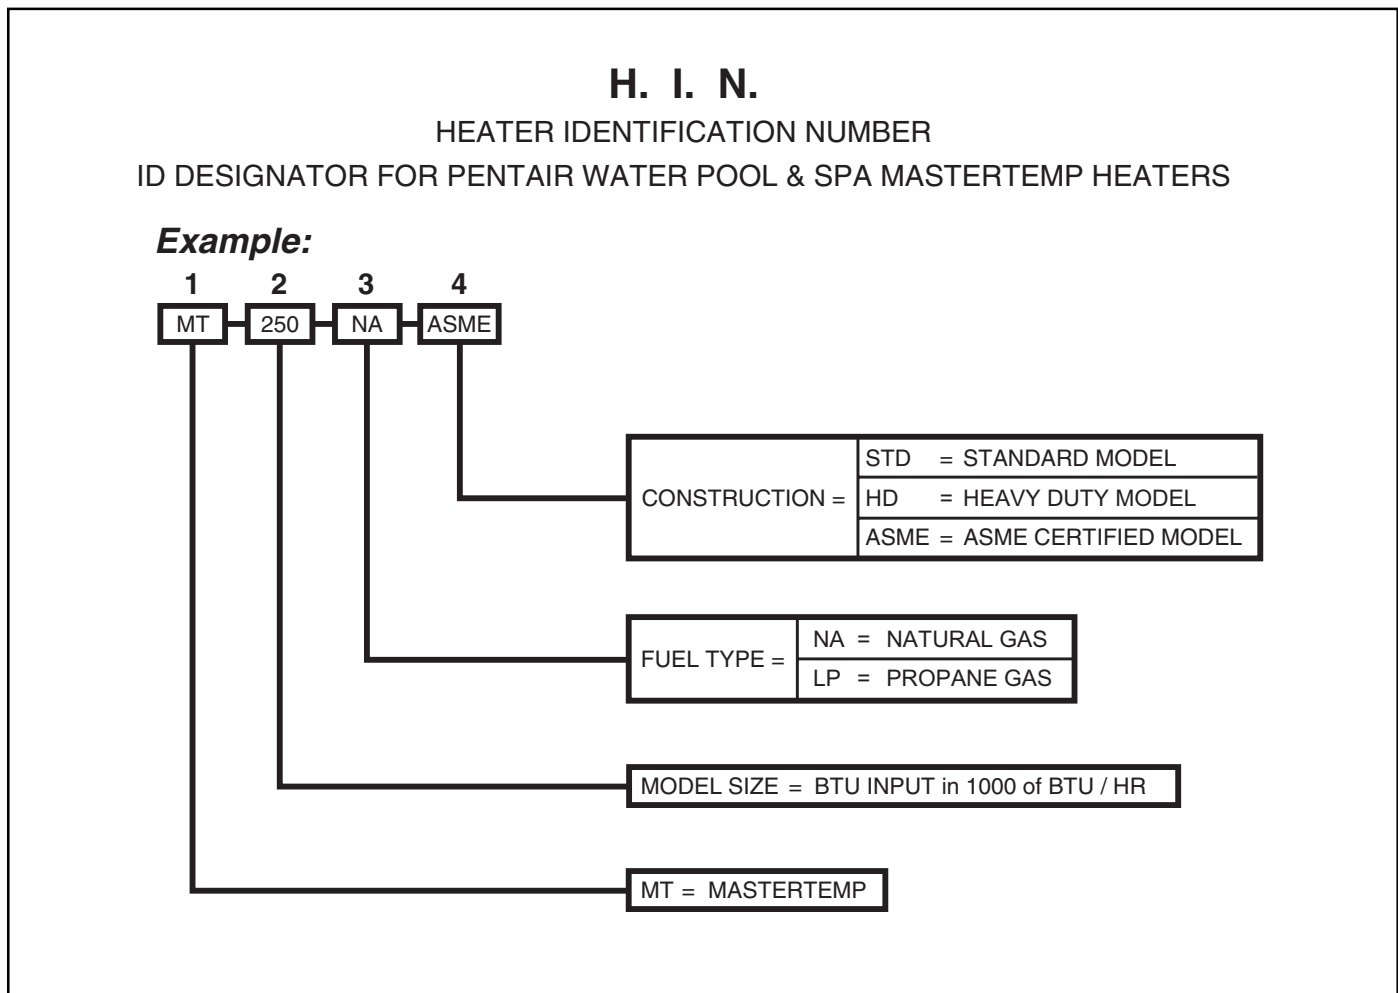 H. I. N.
HEATER IDENTIFICATION NUMBER
ID DESIGNATOR FOR PENTAIR WATER POOL & SPA MASTERTEMP HEATERS
Example:
1 2 3 4
MT 250 NA ASME
CONSTRUCTION =
STD = STANDARD MODEL
HD = HEAVY DUTY MODEL
ASME = ASME CERTIFIED MODEL
FUEL TYPE =
NA = NATURAL GAS
LP = PROPANE GAS
MODEL SIZE = BTU INPUT in 1000 of BTU / HR
MT = MASTERTEMP